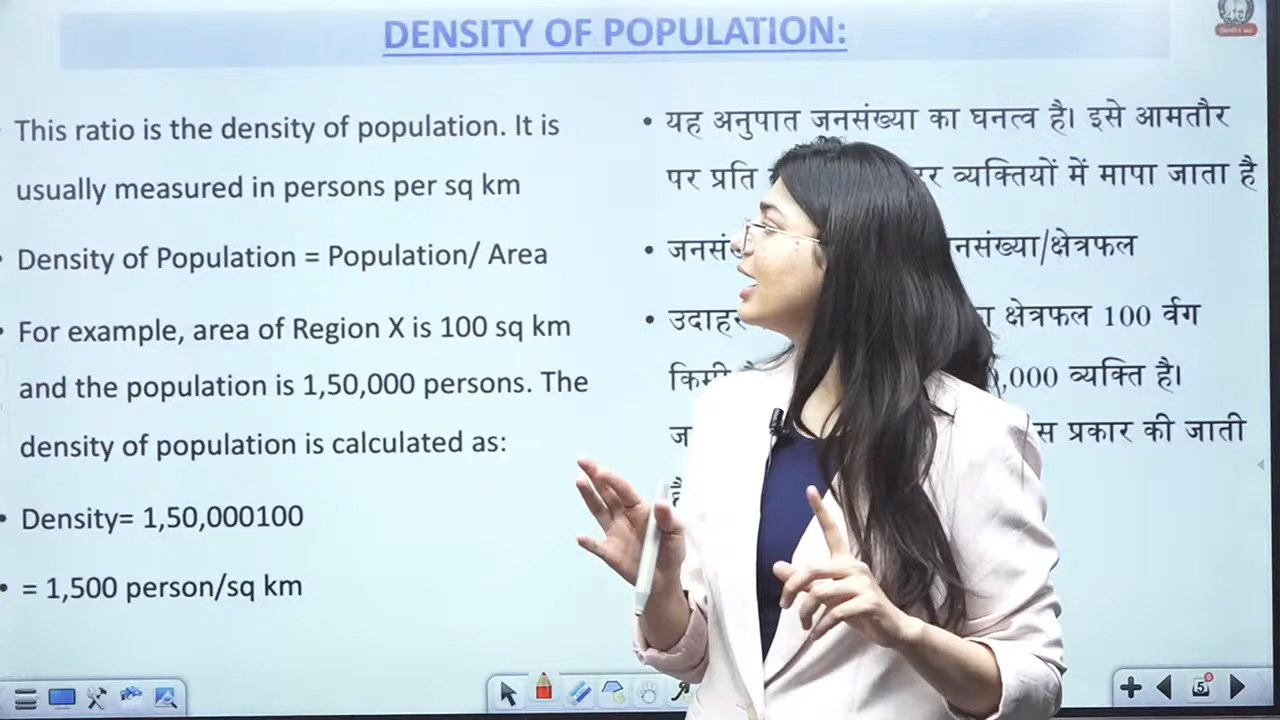 DENSITY OF POPULATION:
This ratio is the density of population. It is
usually measured in persons per sq km
Density of Population = Population/ Area
For example, area of Region X is 100 sq km
and the population is 1,50,000 persons. The
density of population is calculated as:
Density= 1,50,000100
= 1,500 person/sq km
यह अनुपात जनसंख्या का घनत्व है। इसे आमतौर
पर प्रति व्यक्तियों में मापा जाता है
नसंख्या/क्षेत्रफल
क्षेत्रफल 100 र्वग
किमी ,000 व्यक्ति है।
प्रकार की जाती
है
5